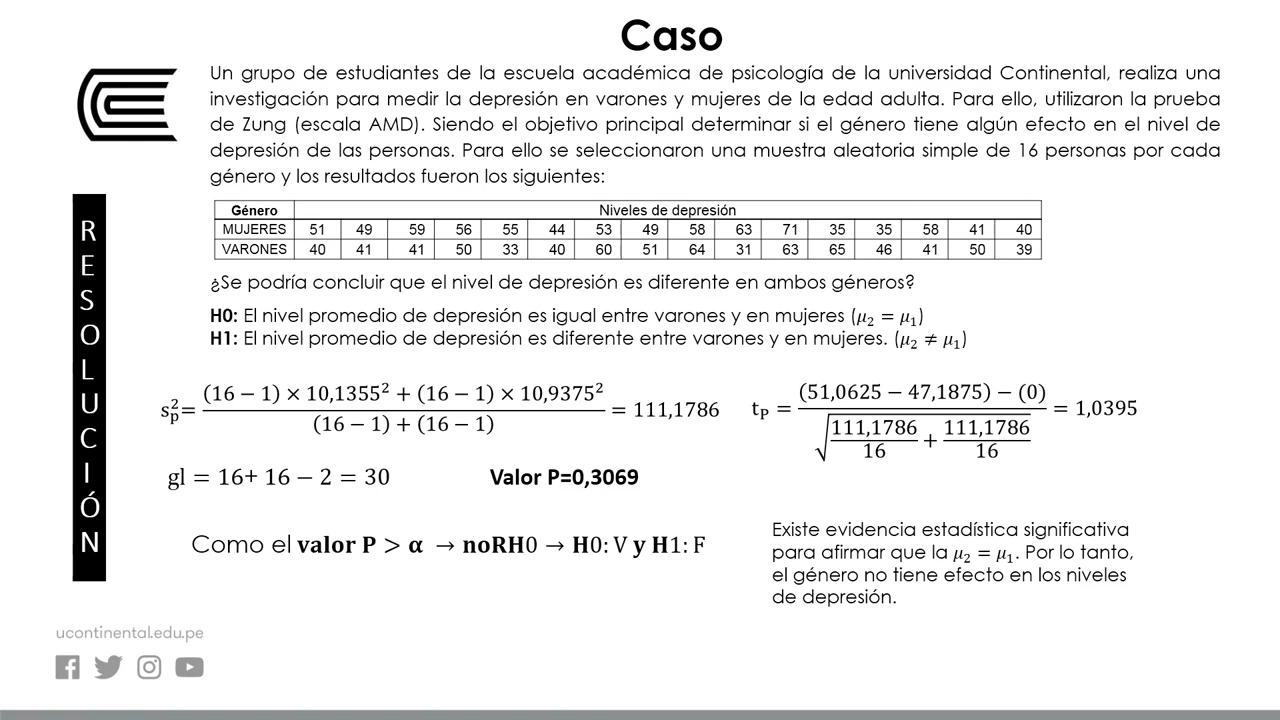 Caso
Un grupo de estudiantes de la escuela académica de psicología de la universidad Continental, realiza una
investigación para medir la depresión en varones y mujeres de la edad adulta. Para ello, utilizaron la prueba
de Zung (escala AMD). Siendo el objetivo principal determinar si el género tiene algún efecto en el nivel de
depresión de las personas. Para ello se seleccionaron una muestra aleatoria simple de 16 personas por cada
género y los resultados fueron los siguientes:
Género Niveles de depresión
MUJERES 51 49 59 56 55 44 53 49 58 63 71 35 35 58 41 40
VARONES 40 41 41 50 33 40 60 51 64 31 63 65 46 41 50 39
¿Se podría concluir que el nivel de depresión es diferente en ambos géneros?
H0: El nivel promedio de depresión es igual entre varones y en mujeres (μ₂ = μ₁)
H1: El nivel promedio de depresión es diferente entre varones y en mujeres. (μ₂ ≠ μ₁)
R
E
S
O
L
U
C
I
Ó
N
(16 − 1) × 10,1355² + (16 − 1) × 10,9375²
s²p= = 111,1786
(16 − 1) + (16 − 1)
(51,0625 − 47,1875) − (0)
tP = = 1,0395
√ 111,1786 + 111,1786
16 16
gl = 16+ 16 − 2 = 30
Valor P=0,3069
Como el valor P > α → noRH0 → H0: V y H1: F
Existe evidencia estadística significativa
para afirmar que la μ₂ = μ₁. Por lo tanto,
el género no tiene efecto en los niveles
de depresión.
ucontinental.edu.pe